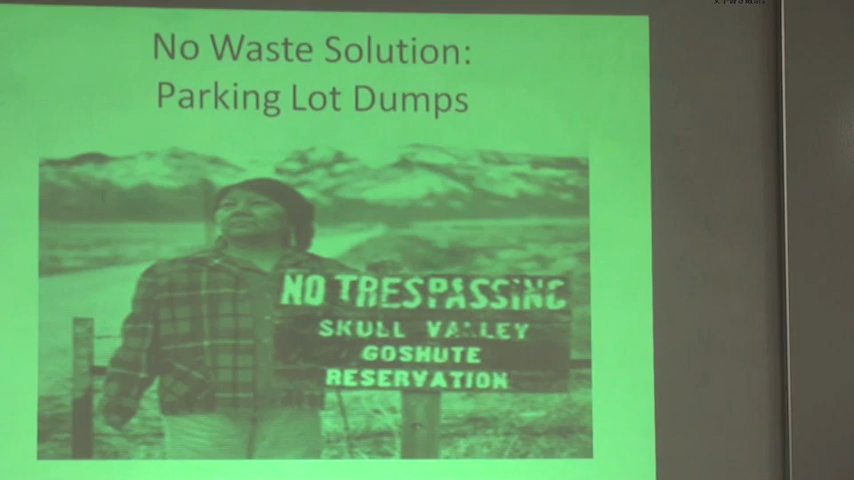 No Waste Solution:
Parking Lot Dumps
NO TRESPASSING
SKULL VALLEY
GOSHUTE
RESERVATION